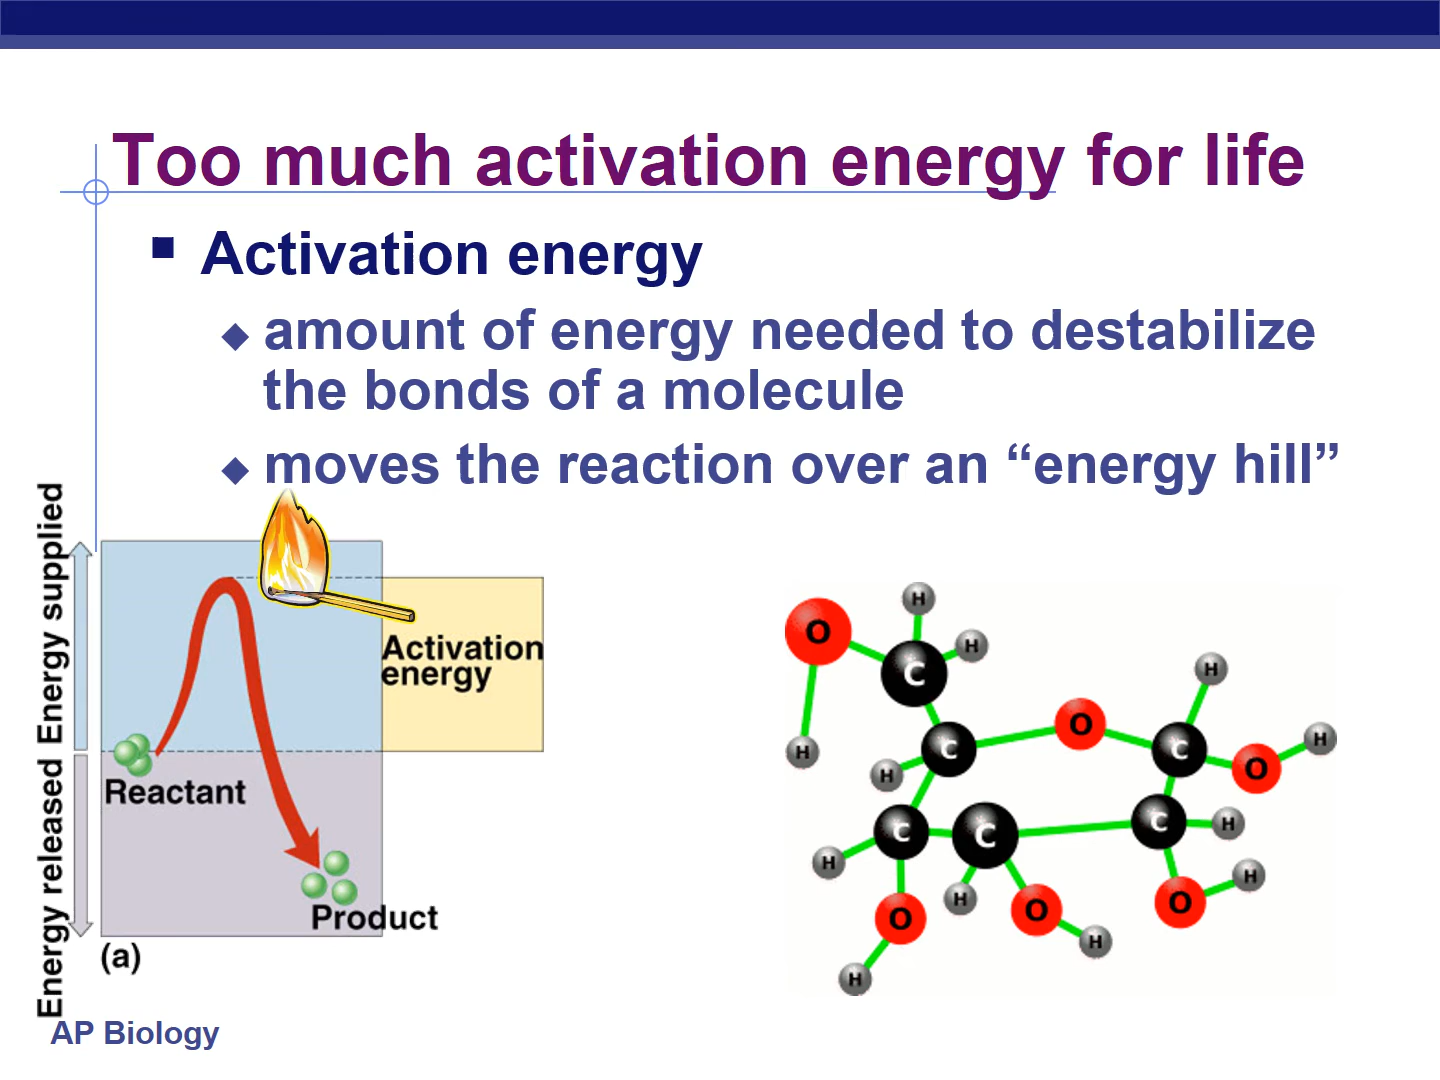 Too much activation energy for life
Activation energy
amount of energy needed to destabilize
the bonds of a molecule
moves the reaction over an “energy hill”
Energy supplied
Energy released
Activation
energy
Reactant
Product
(a)
H
O
H
C
H
O
H
C
C
H
O
H
H
C
C
C
H
H
H
H
O
O
O
H
H
AP Biology